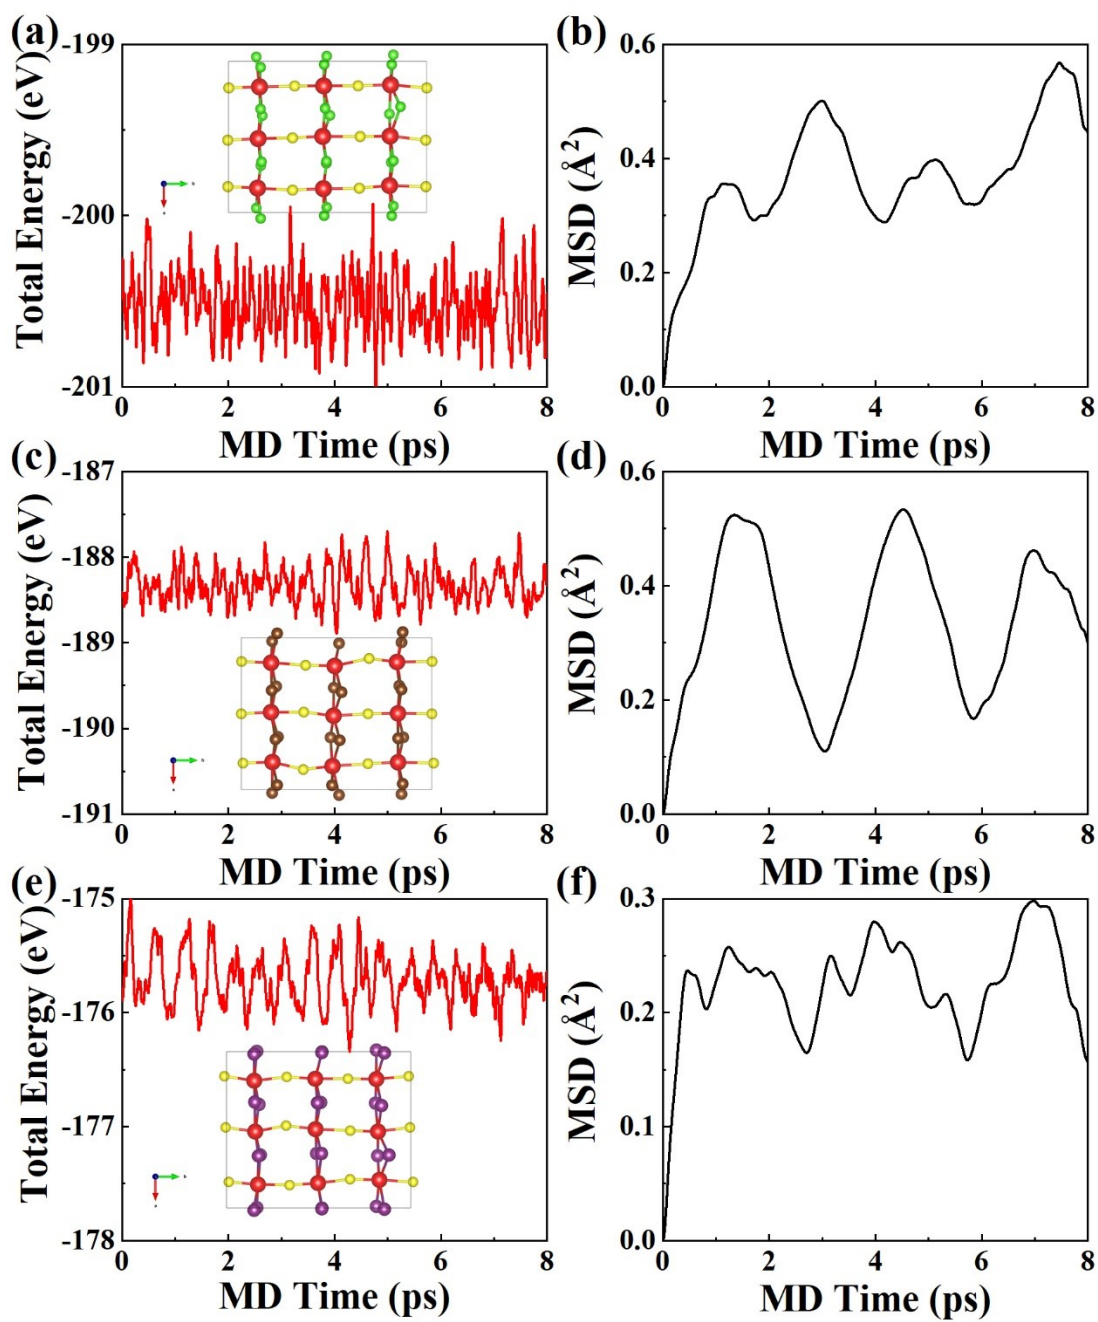 (a)
-199
-200
-201
Total Energy (eV)
0 2 4 6 8
MD Time (ps)
(b)
0.6
0.4
0.2
0.0
MSD (Å²)
0 2 4 6 8
MD Time (ps)
(c)
-187
-188
-189
-190
-191
Total Energy (eV)
0 2 4 6 8
MD Time (ps)
(d)
0.6
0.4
0.2
0.0
MSD (Å²)
0 2 4 6 8
MD Time (ps)
(e)
-175
-176
-177
-178
Total Energy (eV)
0 2 4 6 8
MD Time (ps)
(f)
0.3
0.2
0.1
0.0
MSD (Å²)
0 2 4 6 8
MD Time (ps)